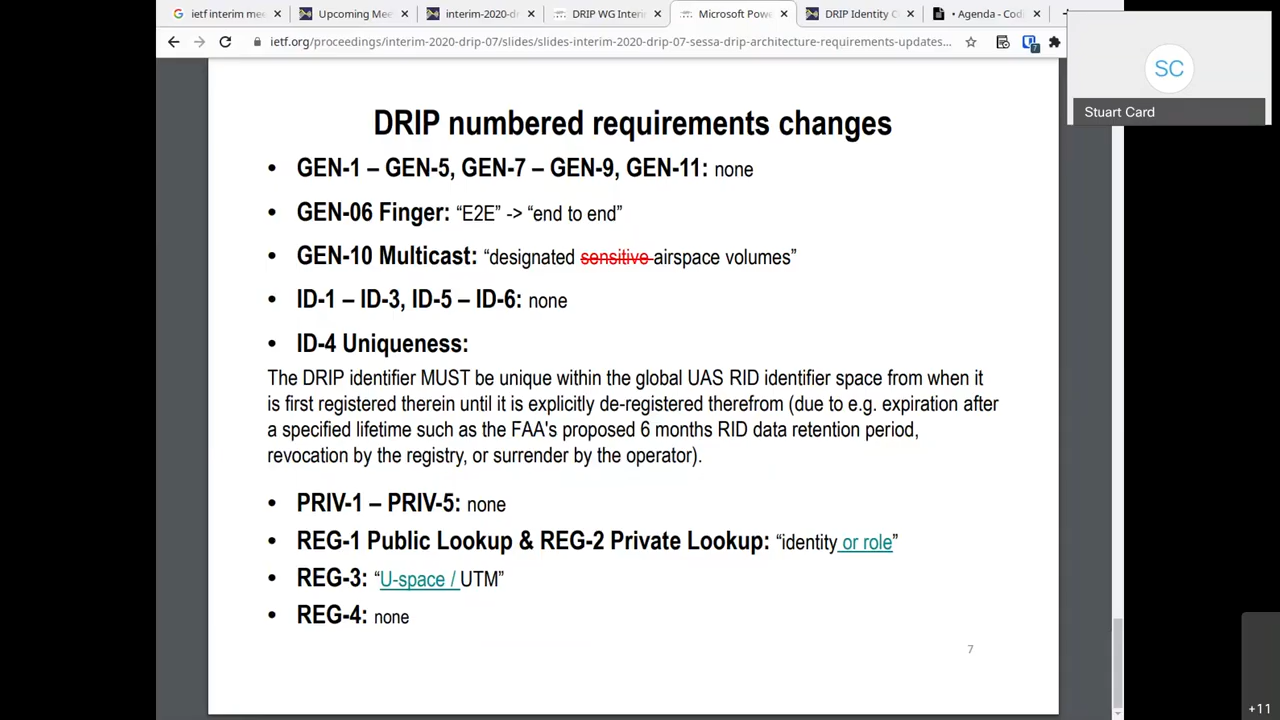 ietf interim mee
Upcoming Mee
interim-2020-d
DRIP WG Interi
Microsoft Pow
DRIP Identity C
• Agenda - Codi
ietf.org/proceedings/interim-2020-drip-07/slides/slides-interim-2020-drip-07-sessa-drip-architecture-requirements-updates...
SC
Stuart Card
DRIP numbered requirements changes
• GEN-1 – GEN-5, GEN-7 – GEN-9, GEN-11: none
• GEN-06 Finger: “E2E” -> “end to end”
• GEN-10 Multicast: “designated sensitive airspace volumes”
• ID-1 – ID-3, ID-5 – ID-6: none
• ID-4 Uniqueness:
The DRIP identifier MUST be unique within the global UAS RID identifier space from when it
is first registered therein until it is explicitly de-registered therefrom (due to e.g. expiration after
a specified lifetime such as the FAA's proposed 6 months RID data retention period,
revocation by the registry, or surrender by the operator).
• PRIV-1 – PRIV-5: none
• REG-1 Public Lookup & REG-2 Private Lookup: “identity or role”
• REG-3: “U-space / UTM”
• REG-4: none
7
+11